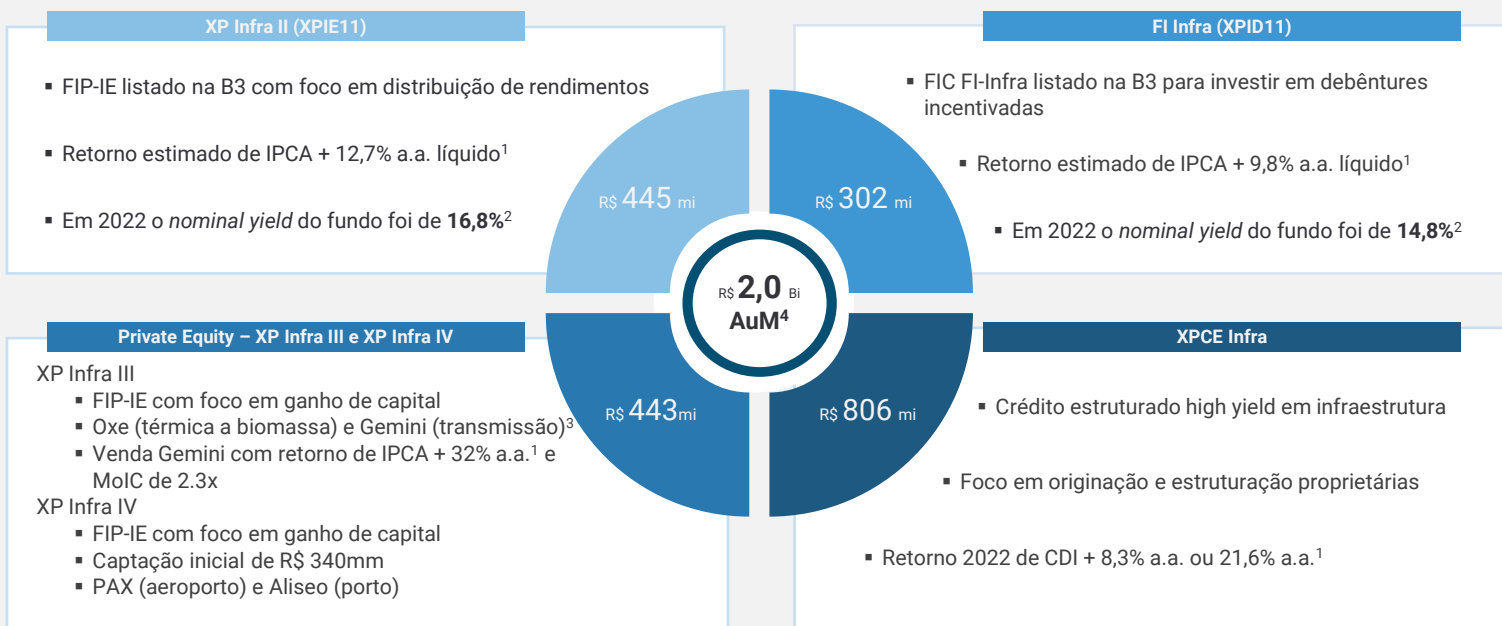 XP Infra II (XPIE11)
▪ FIP-IE listado na B3 com foco em distribuição de rendimentos
▪ Retorno estimado de IPCA + 12,7% a.a. líquido¹
▪ Em 2022 o nominal yield do fundo foi de 16,8%²
R$ 445 mi
FI Infra (XPID11)
▪ FIC FI-Infra listado na B3 para investir em debêntures
incentivadas
▪ Retorno estimado de IPCA + 9,8% a.a. líquido¹
▪ Em 2022 o nominal yield do fundo foi de 14,8%²
R$ 302 mi
R$ 2,0 Bi
AuM⁴
Private Equity – XP Infra III e XP Infra IV
XP Infra III
▪ FIP-IE com foco em ganho de capital
▪ Oxe (térmica a biomassa) e Gemini (transmissão)³
▪ Venda Gemini com retorno de IPCA + 32% a.a.¹ e
MoIC de 2.3x
XP Infra IV
▪ FIP-IE com foco em ganho de capital
▪ Captação inicial de R$ 340mm
▪ PAX (aeroporto) e Aliseo (porto)
R$ 443mi
XPCE Infra
▪ Crédito estruturado high yield em infraestrutura
▪ Foco em originação e estruturação proprietárias
▪ Retorno 2022 de CDI + 8,3% a.a. ou 21,6% a.a.¹
R$ 806 mi